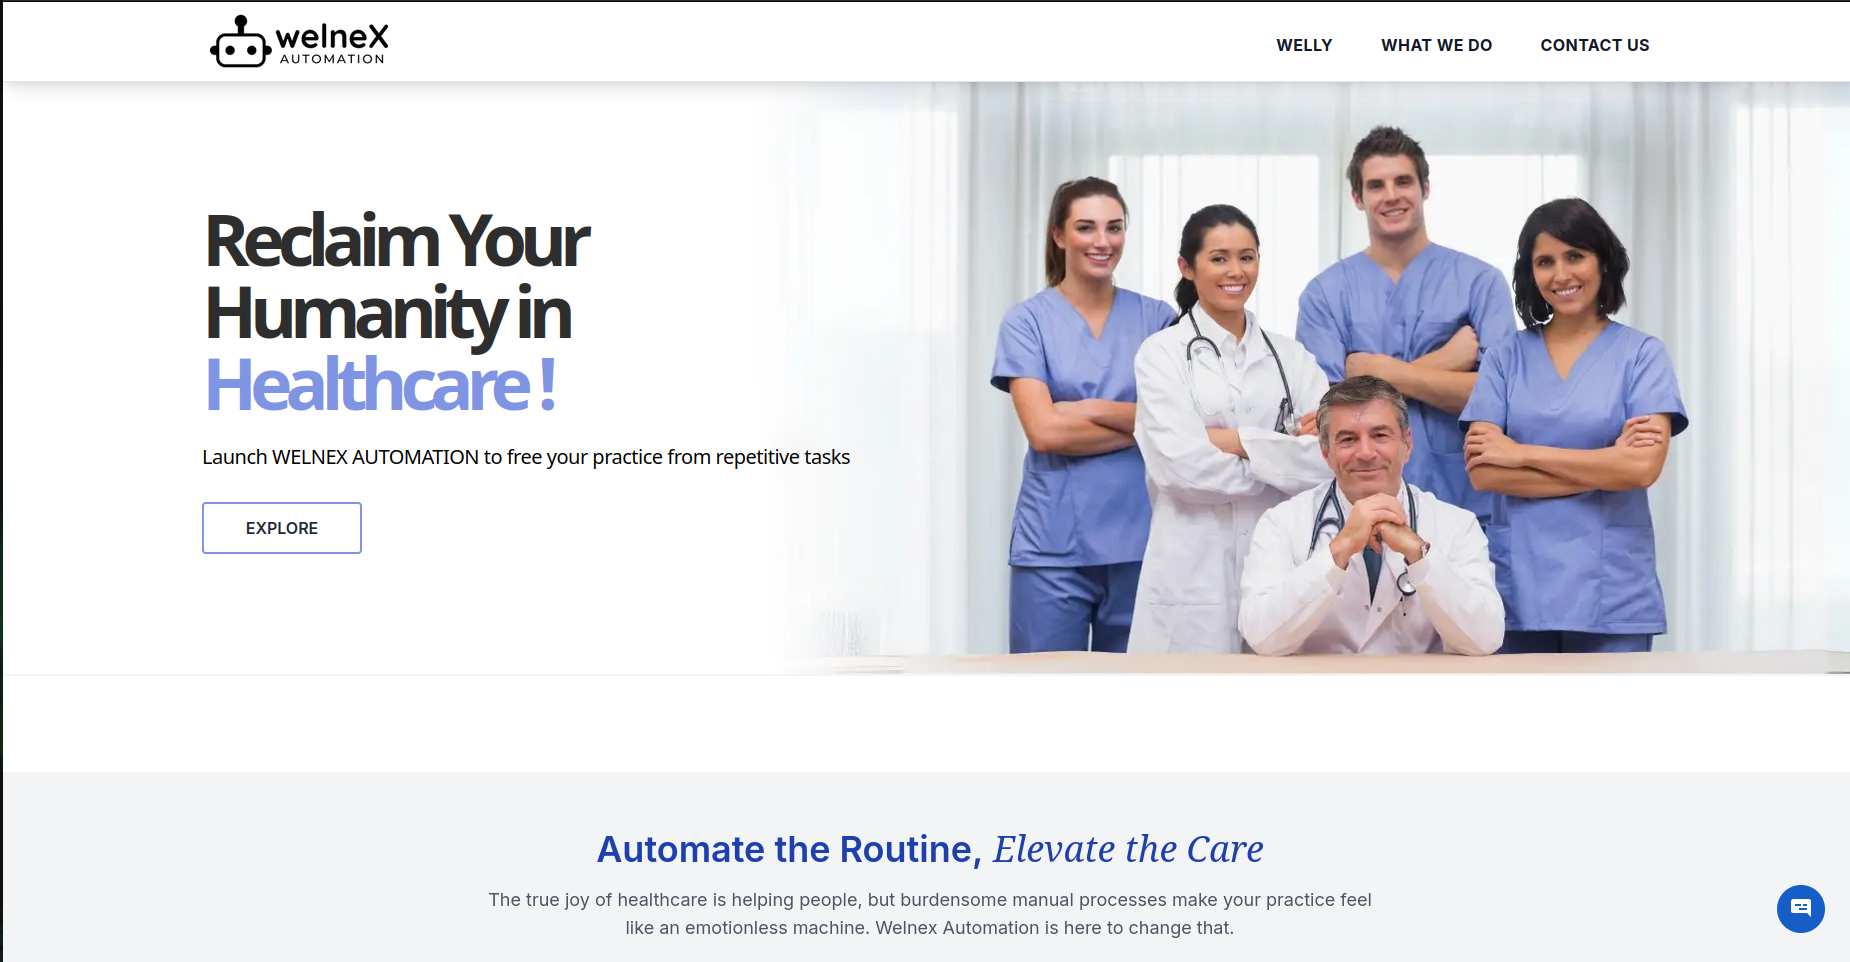 welneX
AUTOMATION
WELLY
WHAT WE DO
CONTACT US
Reclaim Your
Humanity in
Healthcare !
Launch WELNEX AUTOMATION to free your practice from repetitive tasks
EXPLORE
Automate the Routine, Elevate the Care
The true joy of healthcare is helping people, but burdensome manual processes make your practice feel
like an emotionless machine. Welnex Automation is here to change that.